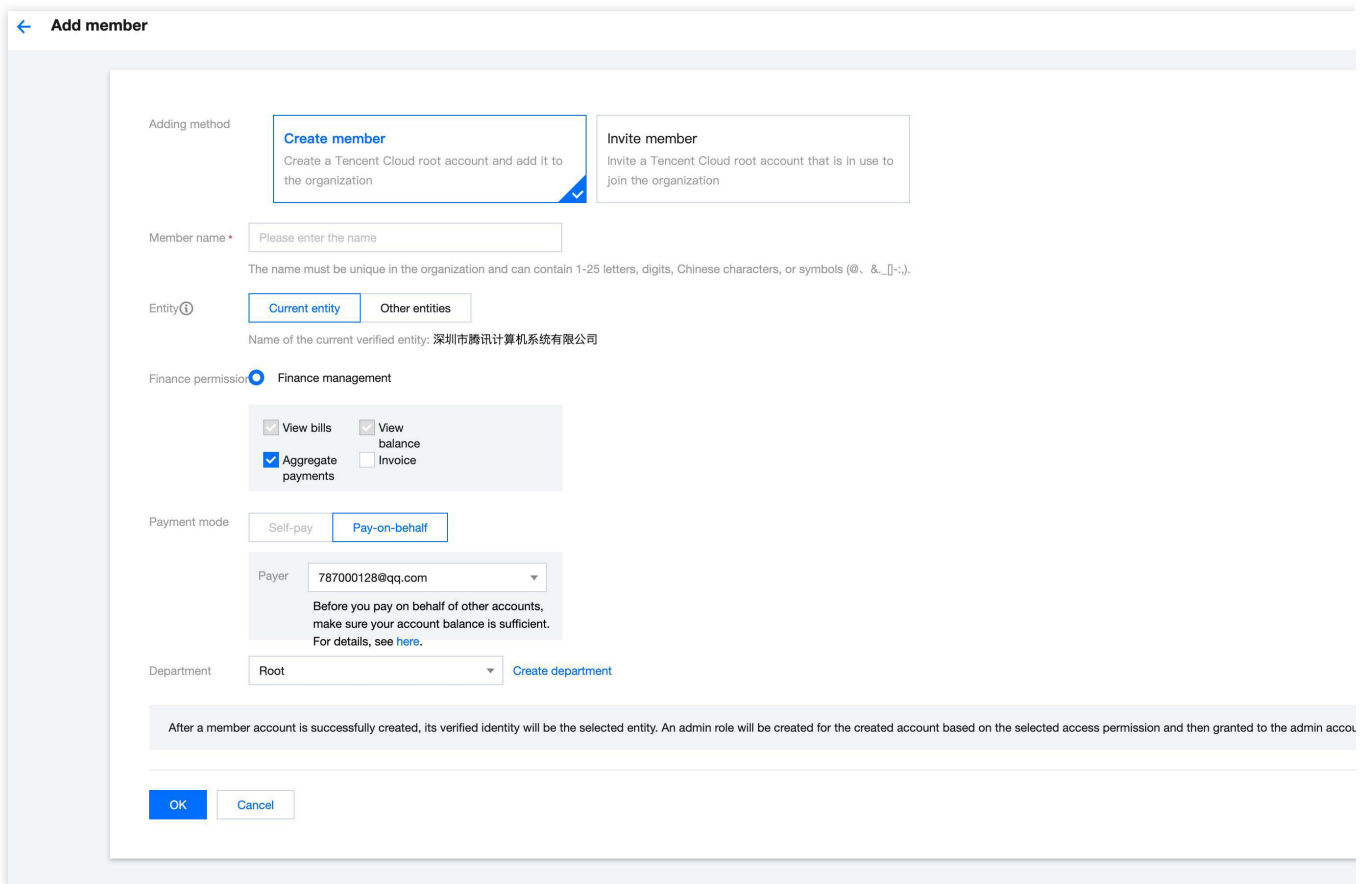 Add member
Adding method
Create member
Create a Tencent Cloud root account and add it to
the organization
Invite member
Invite a Tencent Cloud root account that is in use to
join the organization
Member name *
Please enter the name
The name must be unique in the organization and can contain 1-25 letters, digits, Chinese characters, or symbols (@、&._[]-:,).
Entity
Current entity
Other entities
Name of the current verified entity: 深圳市腾讯计算机系统有限公司
Finance permission
Finance management
View bills
View
balance
Aggregate
payments
Invoice
Payment mode
Self-pay
Pay-on-behalf
Payer
787000128@qq.com
Before you pay on behalf of other accounts,
make sure your account balance is sufficient.
For details, see here.
Department
Root
Create department
After a member account is successfully created, its verified identity will be the selected entity. An admin role will be created for the created account based on the selected access permission and then granted to the admin accou
OK
Cancel